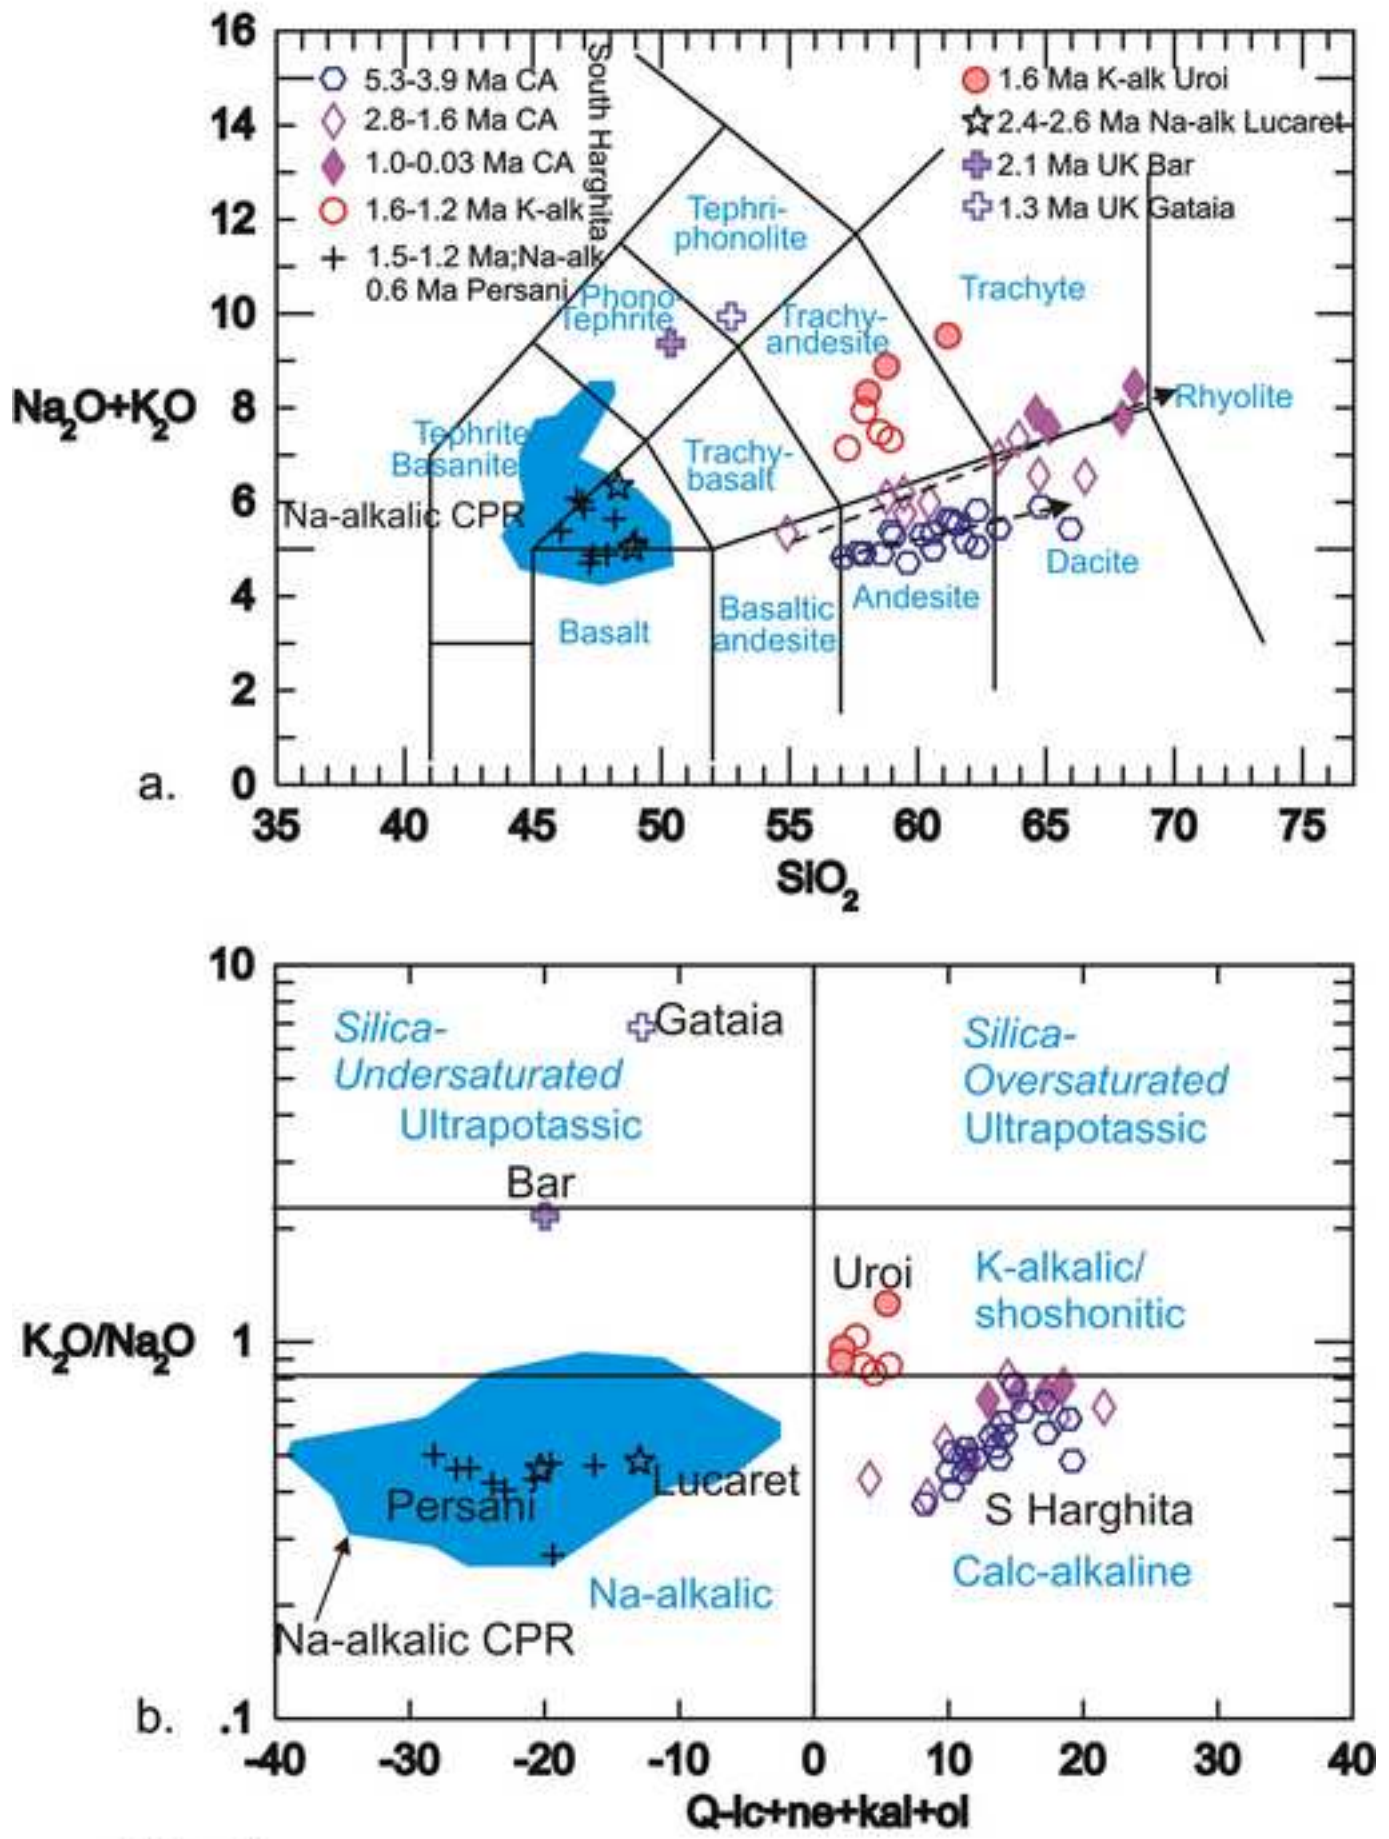 16
14
12
10
8
6
4
2
0
Na2O+K2O
5.3-3.9 Ma CA
2.8-1.6 Ma CA
1.0-0.03 Ma CA
1.6-1.2 Ma K-alk
1.5-1.2 Ma;Na-alk
0.6 Ma Persani
South Harghita
1.6 Ma K-alk Uroi
2.4-2.6 Ma Na-alk Lucaret
2.1 Ma UK Bar
1.3 Ma UK Gataia
Tephri-
phonolite
Trachyte
Phono-
Tephrite
Trachy-
andesite
Rhyolite
Tephrite
Basanite
Trachy-
basalt
Na-alkalic CPR
Dacite
Andesite
Basaltic
andesite
Basalt
a.
35 40 45 50 55 60 65 70 75
SIO2
10
1
.1
K2O/Na2O
Silica-
Undersaturated
Ultrapotassic
Gataia
Silica-
Oversaturated
Ultrapotassic
Bar
Uroi
K-alkalic/
shoshonitic
Persani
Lucaret
S Harghita
Calc-alkaline
Na-alkalic
Na-alkalic CPR
b.
-40 -30 -20 -10 0 10 20 30 40
Q-lc+ne+kal+ol